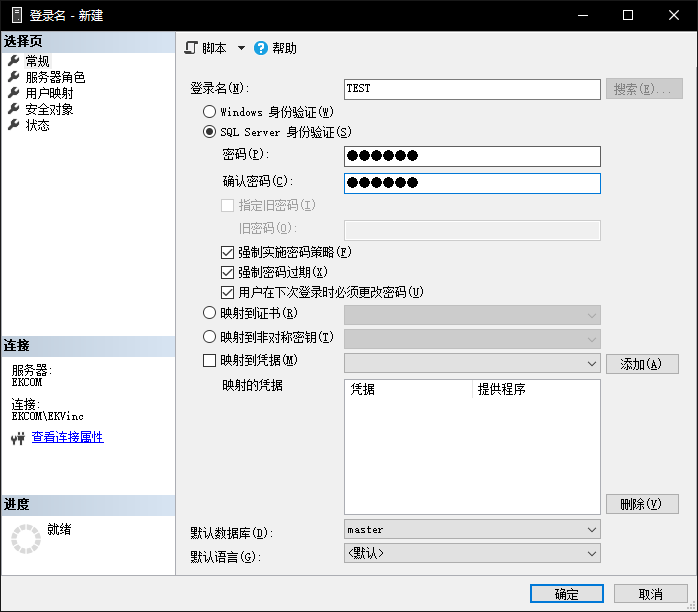 登录名 - 新建
选择页
常规
服务器角色
用户映射
安全对象
状态
连接
服务器:
EKCOM
连接:
EKCOM\EKVinc
查看连接属性
进度
就绪
脚本 帮助
登录名(N): TEST 搜索(E)...
Windows 身份验证(W)
SQL Server 身份验证(S)
密码(P): ●●●●●●
确认密码(C): ●●●●●●
指定旧密码(I)
旧密码(O):
强制实施密码策略(F)
强制密码过期(X)
用户在下次登录时必须更改密码(U)
映射到证书(R)
映射到非对称密钥(T)
映射到凭据(M) 添加(A)
映射的凭据 凭据 提供程序
删除(V)
默认数据库(D): master
默认语言(G): <默认>
确定 取消